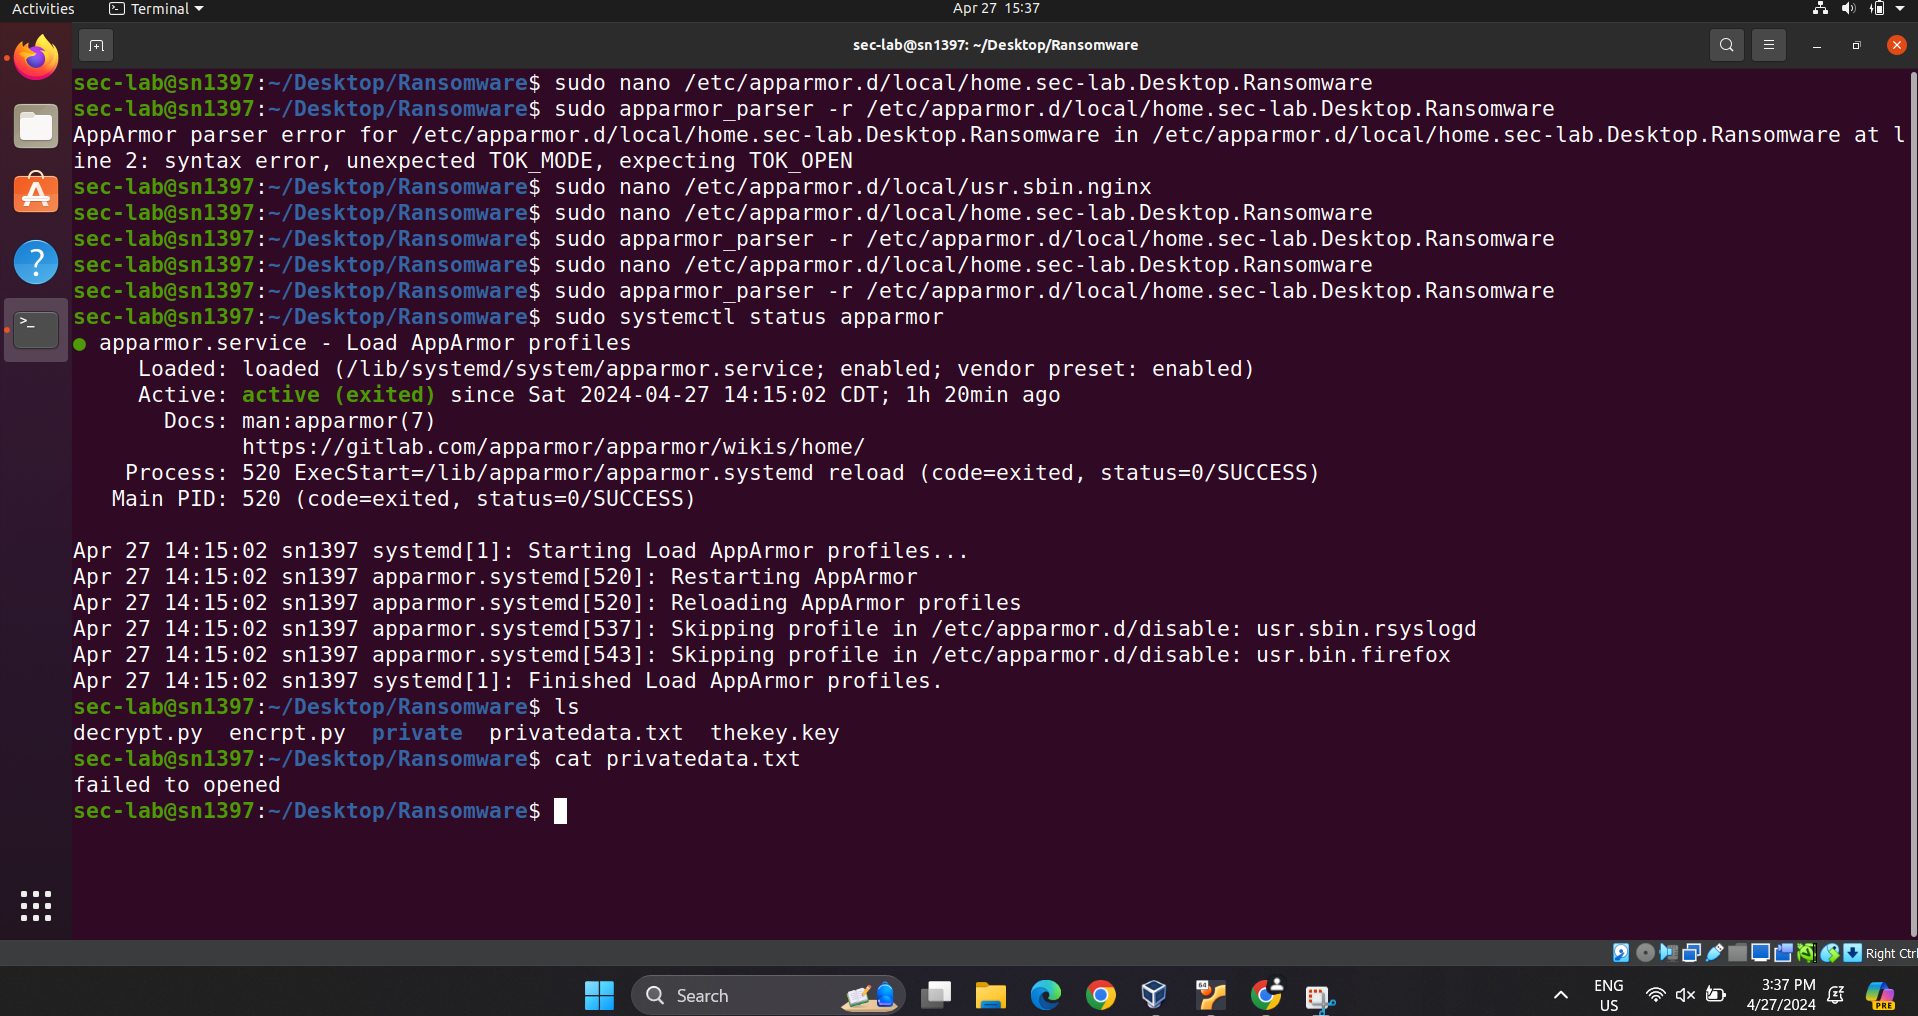 Activities
Terminal
Apr 27 15:37
sec-lab@sn1397: ~/Desktop/Ransomware
sec-lab@sn1397:~/Desktop/Ransomware$ sudo nano /etc/apparmor.d/local/home.sec-lab.Desktop.Ransomware
sec-lab@sn1397:~/Desktop/Ransomware$ sudo apparmor_parser -r /etc/apparmor.d/local/home.sec-lab.Desktop.Ransomware
AppArmor parser error for /etc/apparmor.d/local/home.sec-lab.Desktop.Ransomware in /etc/apparmor.d/local/home.sec-lab.Desktop.Ransomware at l
ine 2: syntax error, unexpected TOK_MODE, expecting TOK_OPEN
sec-lab@sn1397:~/Desktop/Ransomware$ sudo nano /etc/apparmor.d/local/usr.sbin.nginx
sec-lab@sn1397:~/Desktop/Ransomware$ sudo nano /etc/apparmor.d/local/home.sec-lab.Desktop.Ransomware
sec-lab@sn1397:~/Desktop/Ransomware$ sudo apparmor_parser -r /etc/apparmor.d/local/home.sec-lab.Desktop.Ransomware
sec-lab@sn1397:~/Desktop/Ransomware$ sudo nano /etc/apparmor.d/local/home.sec-lab.Desktop.Ransomware
sec-lab@sn1397:~/Desktop/Ransomware$ sudo apparmor_parser -r /etc/apparmor.d/local/home.sec-lab.Desktop.Ransomware
sec-lab@sn1397:~/Desktop/Ransomware$ sudo systemctl status apparmor
● apparmor.service - Load AppArmor profiles
Loaded: loaded (/lib/systemd/system/apparmor.service; enabled; vendor preset: enabled)
Active: active (exited) since Sat 2024-04-27 14:15:02 CDT; 1h 20min ago
Docs: man:apparmor(7)
https://gitlab.com/apparmor/apparmor/wikis/home/
Process: 520 ExecStart=/lib/apparmor/apparmor.systemd reload (code=exited, status=0/SUCCESS)
Main PID: 520 (code=exited, status=0/SUCCESS)
Apr 27 14:15:02 sn1397 systemd[1]: Starting Load AppArmor profiles...
Apr 27 14:15:02 sn1397 apparmor.systemd[520]: Restarting AppArmor
Apr 27 14:15:02 sn1397 apparmor.systemd[520]: Reloading AppArmor profiles
Apr 27 14:15:02 sn1397 apparmor.systemd[537]: Skipping profile in /etc/apparmor.d/disable: usr.sbin.rsyslogd
Apr 27 14:15:02 sn1397 apparmor.systemd[543]: Skipping profile in /etc/apparmor.d/disable: usr.bin.firefox
Apr 27 14:15:02 sn1397 systemd[1]: Finished Load AppArmor profiles.
sec-lab@sn1397:~/Desktop/Ransomware$ ls
decrypt.py encrpt.py private privatedata.txt thekey.key
sec-lab@sn1397:~/Desktop/Ransomware$ cat privatedata.txt
failed to opened
sec-lab@sn1397:~/Desktop/Ransomware$
Right Ctrl
Search
64
ENG
US
3:37 PM
4/27/2024
PRE